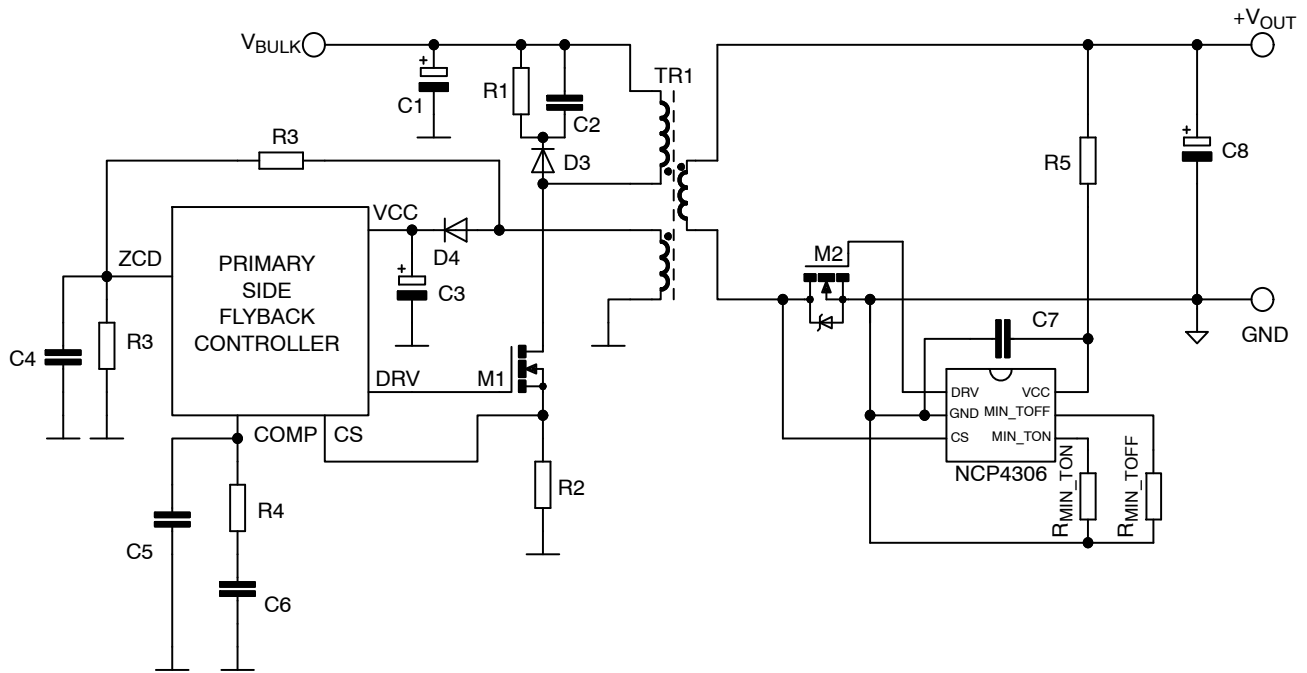 +VOUT
VBULK
TR1
+
C1
R1
C2
R3
D3
R5
+
C8
VCC
ZCD
D4
M2
PRIMARY
SIDE
FLYBACK
CONTROLLER
+
C3
C7
GND
C4
R3
DRV
M1
DRV
VCC
GND
MIN_TOFF
CS
MIN_TON
COMP
CS
NCP4306
R2
RMIN_TON
RMIN_TOFF
R4
C5
C6